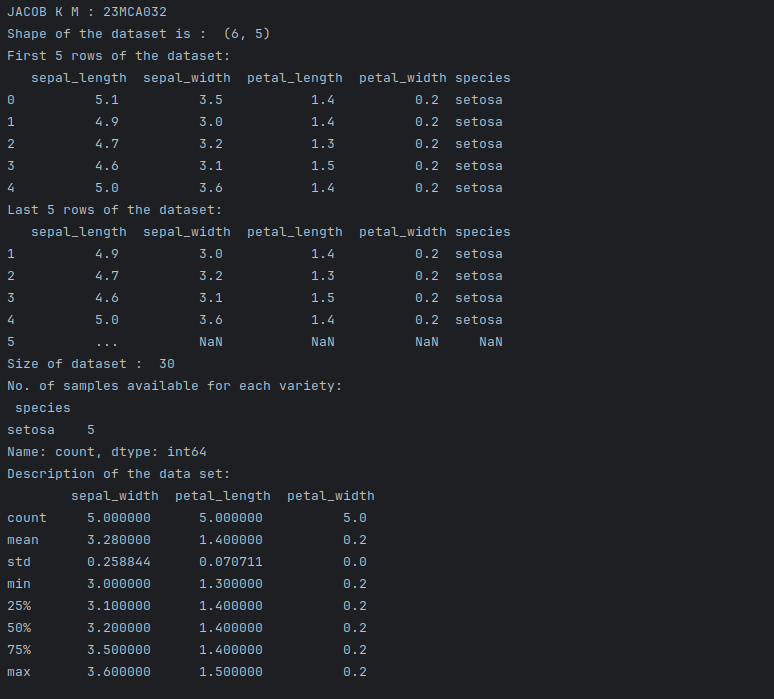 JACOB K M : 23MCA032
Shape of the dataset is :  (6, 5)
First 5 rows of the dataset:
   sepal_length  sepal_width  petal_length  petal_width species
0          5.1          3.5           1.4          0.2  setosa
1          4.9          3.0           1.4          0.2  setosa
2          4.7          3.2           1.3          0.2  setosa
3          4.6          3.1           1.5          0.2  setosa
4          5.0          3.6           1.4          0.2  setosa
Last 5 rows of the dataset:
   sepal_length  sepal_width  petal_length  petal_width species
1          4.9          3.0           1.4          0.2  setosa
2          4.7          3.2           1.3          0.2  setosa
3          4.6          3.1           1.5          0.2  setosa
4          5.0          3.6           1.4          0.2  setosa
5          ...          NaN           NaN          NaN     NaN
Size of dataset :  30
No. of samples available for each variety:
 species
setosa    5
Name: count, dtype: int64
Description of the data set:
        sepal_width  petal_length  petal_width
count     5.000000      5.000000          5.0
mean      3.280000      1.400000          0.2
std       0.258844      0.070711          0.0
min       3.000000      1.300000          0.2
25%       3.100000      1.400000          0.2
50%       3.200000      1.400000          0.2
75%       3.500000      1.400000          0.2
max       3.600000      1.500000          0.2